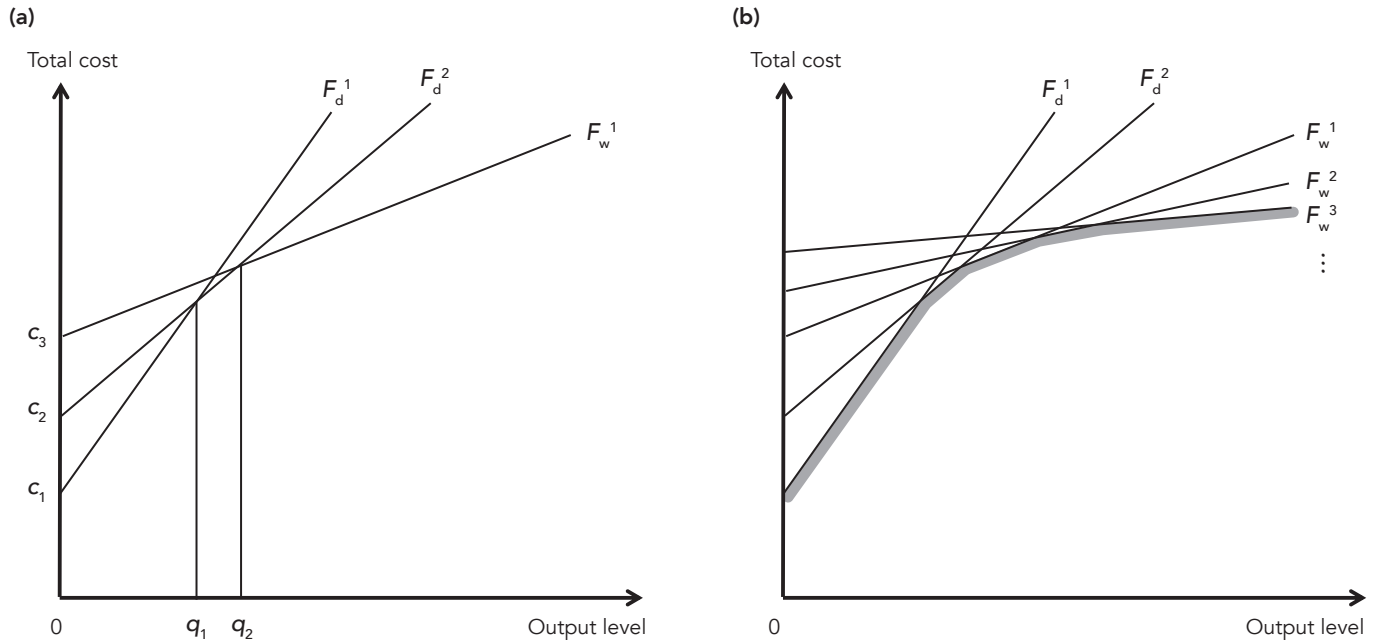 (a)
Total cost
F_d^1
F_d^2
F_w^1
c_3
c_2
c_1
0
q_1
q_2
Output level
(b)
Total cost
F_d^1
F_d^2
F_w^1
F_w^2
F_w^3
⋮
0
Output level